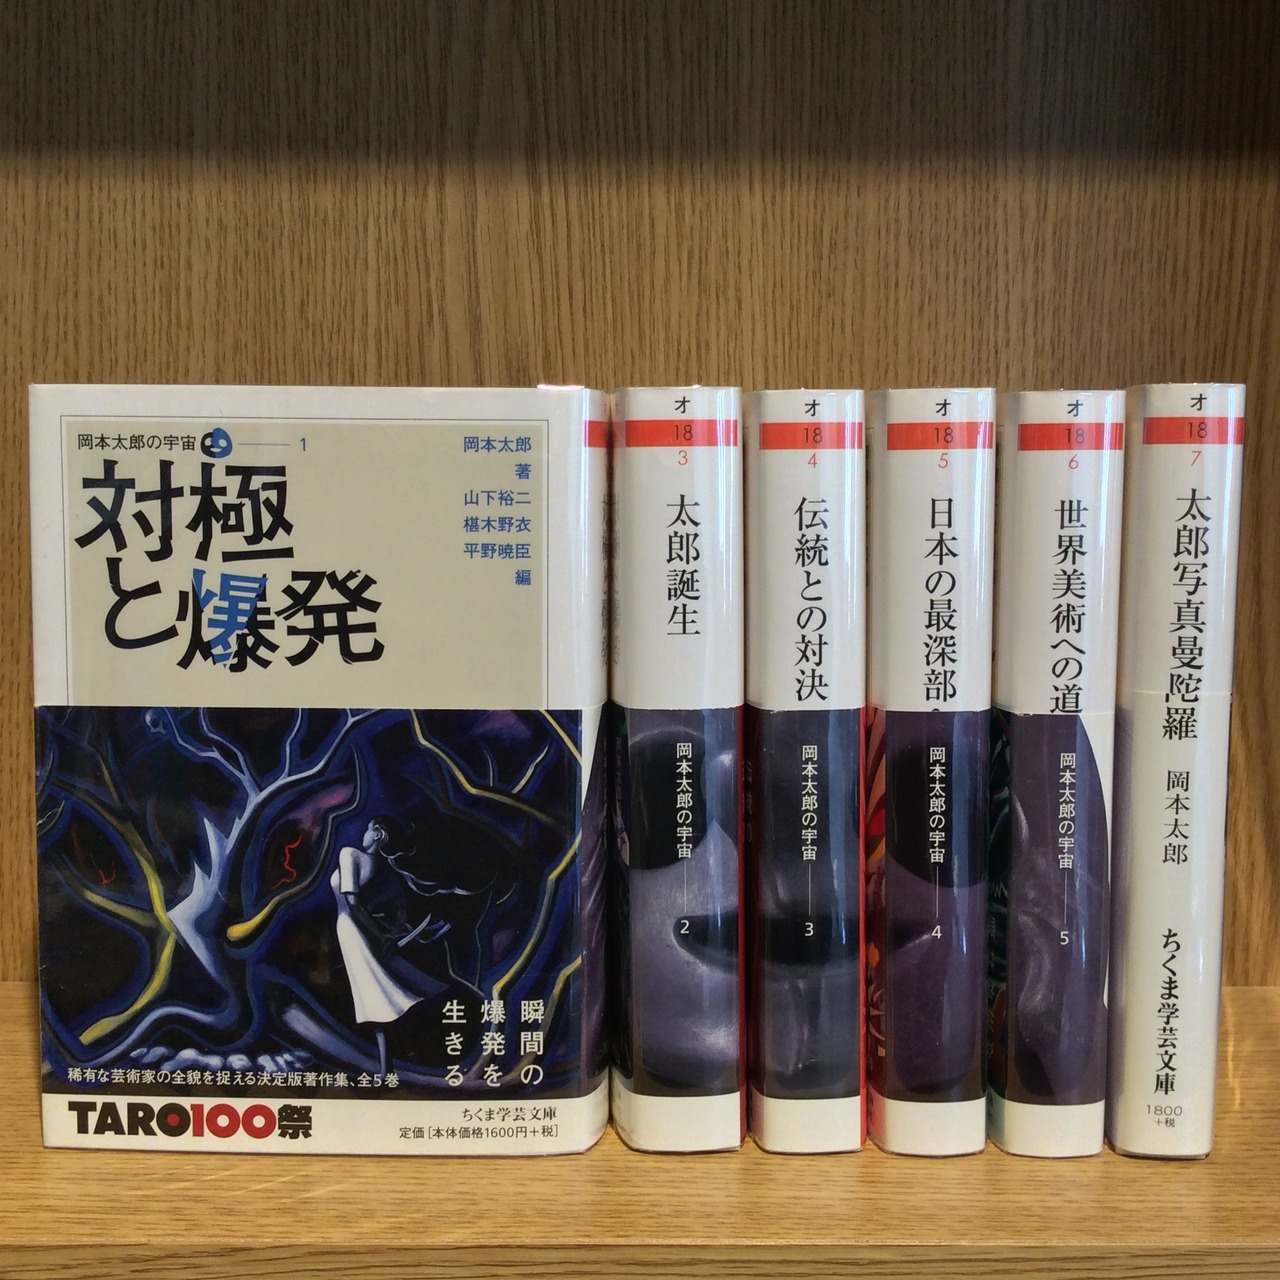 岡本太郎の宇宙 1
対極
と爆発
岡本太郎
著
山下裕二
椹木野衣
平野暁臣
編
瞬間の
爆発を
生きる
稀有な芸術家の全貌を捉える決定版著作集、全5巻
TARO100祭
ちくま学芸文庫
定価[本体価格1600円+税]
オ
18
3
太郎誕生
岡本太郎の宇宙 2
オ
18
4
伝統との対決
岡本太郎の宇宙 3
オ
18
5
日本の最深部へ
岡本太郎の宇宙 4
オ
18
6
世界美術への道
岡本太郎の宇宙 5
オ
18
7
太郎写真曼陀羅 岡本太郎
ちくま学芸文庫
1800
+税